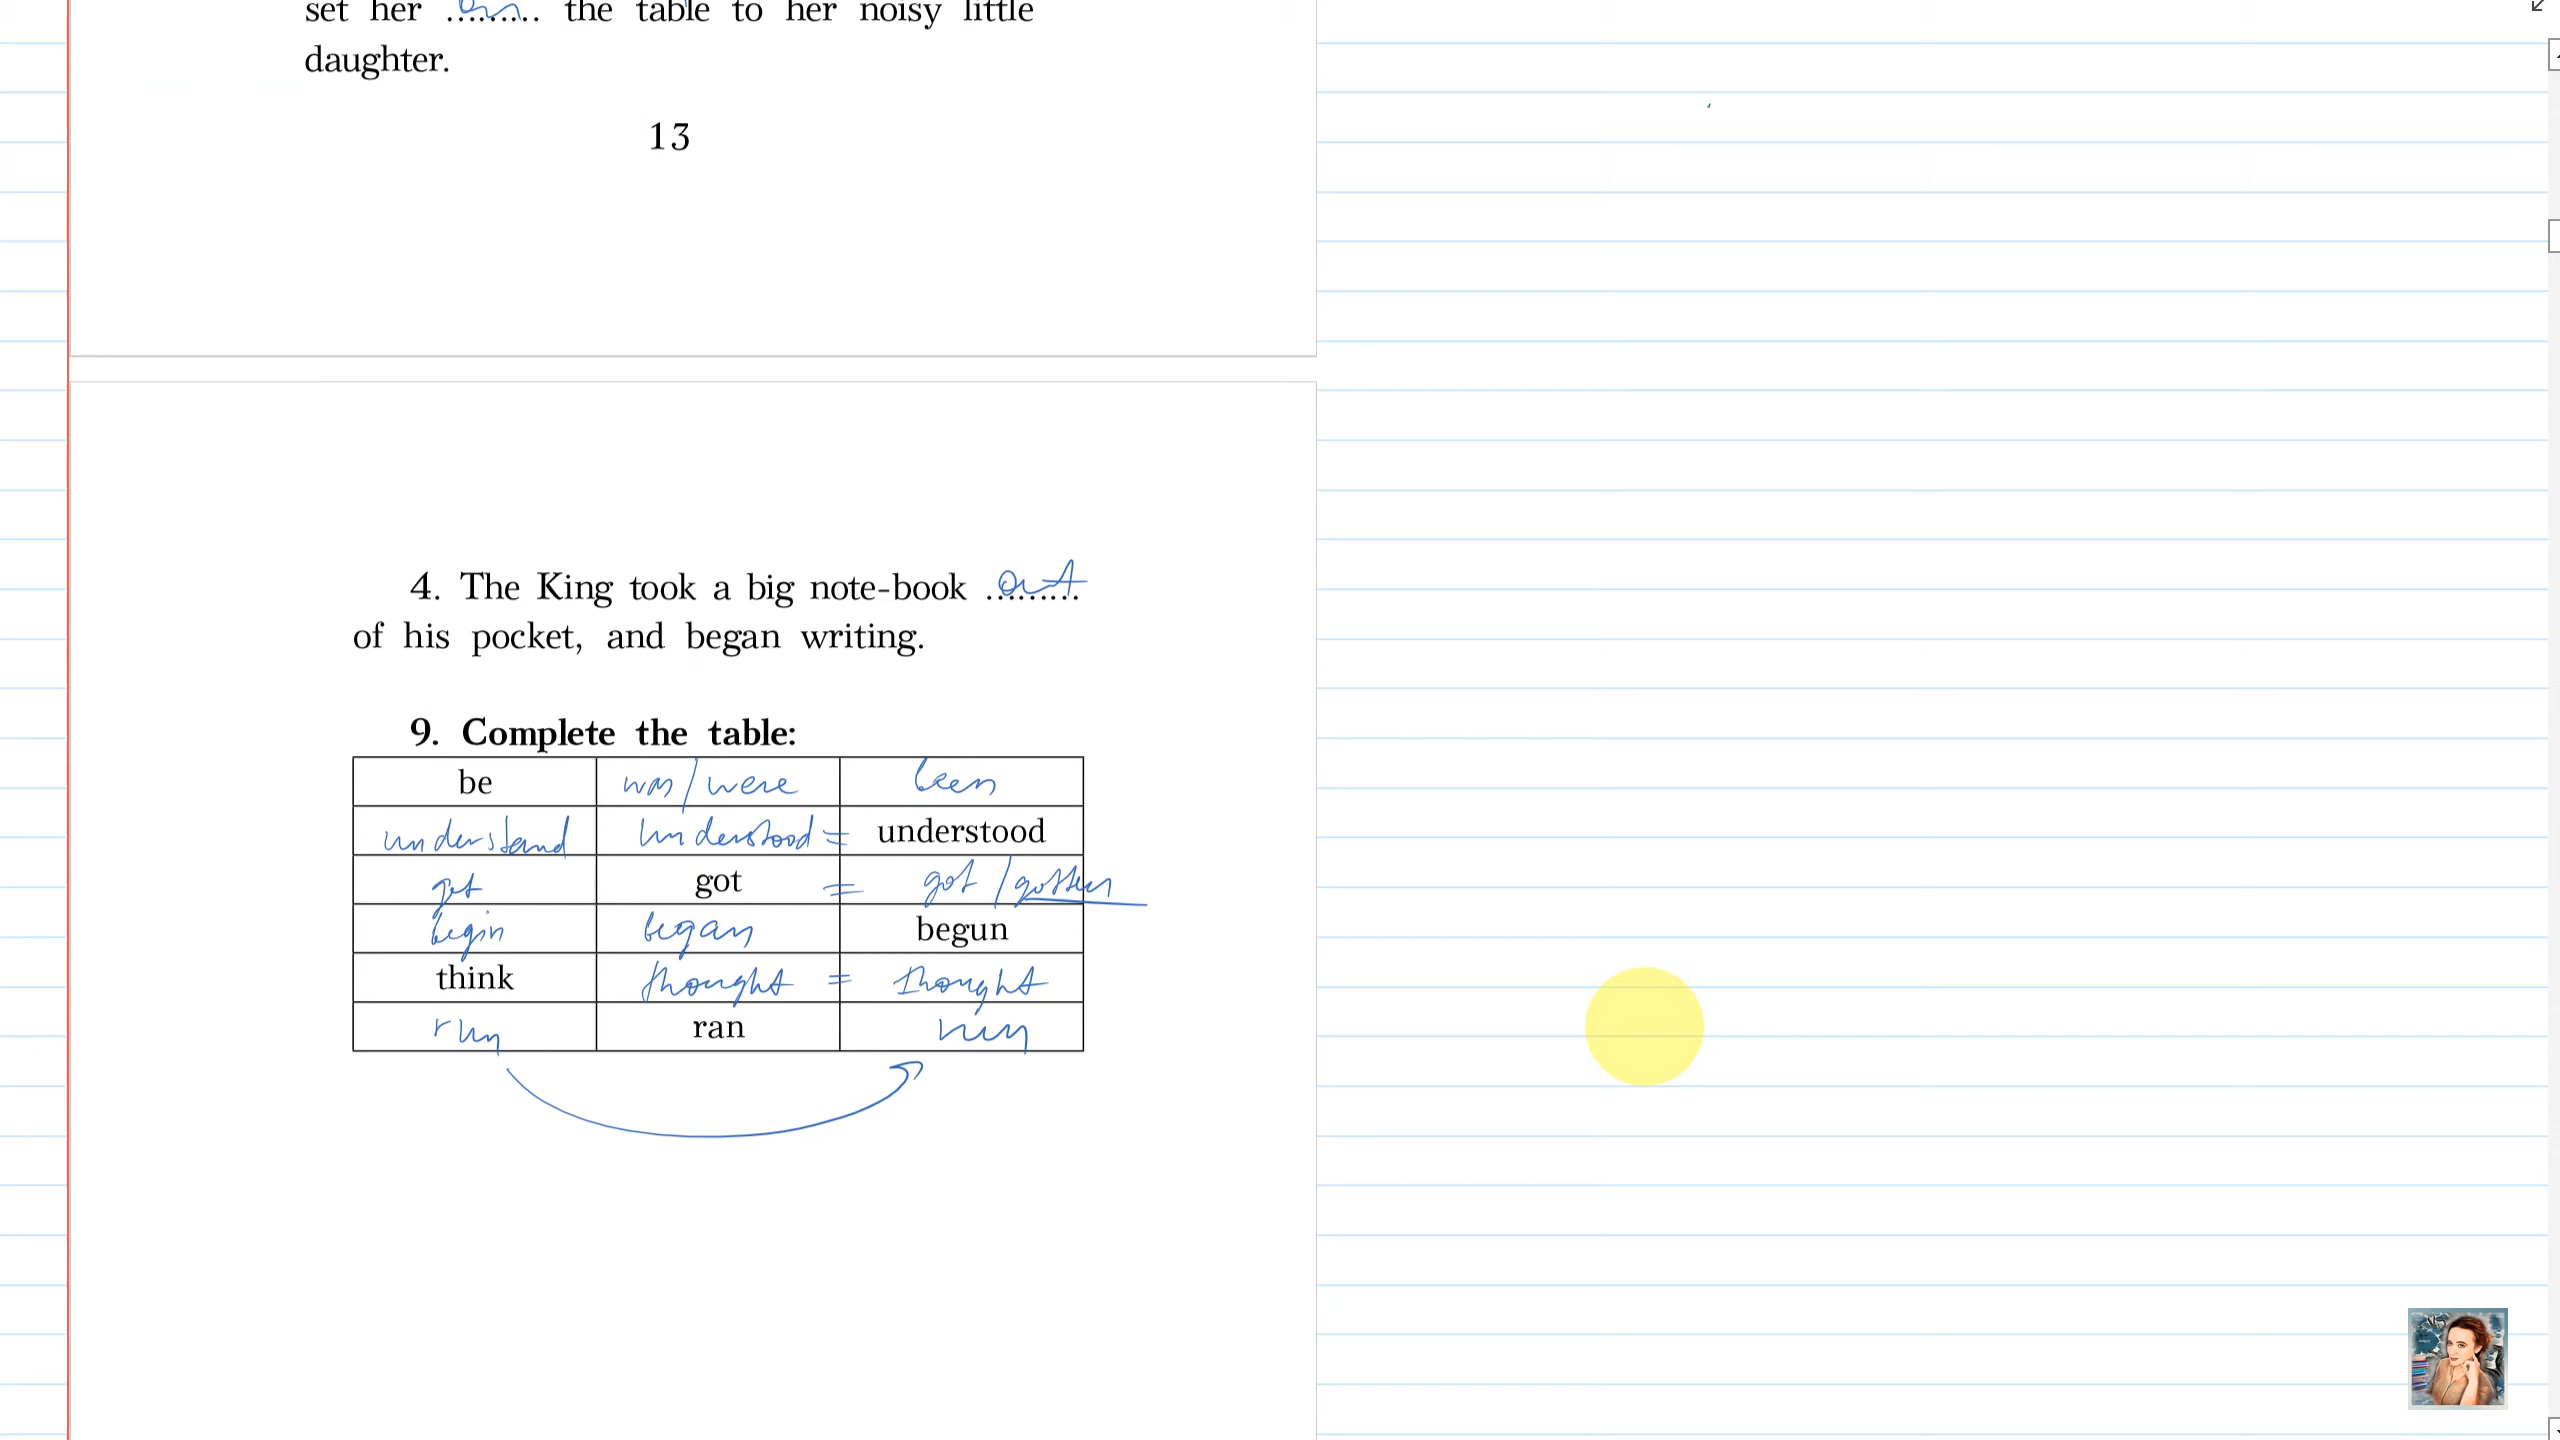 set her on the table to her noisy little
daughter.
13
4. The King took a big note-book out
of his pocket, and began writing.
9. Complete the table:
be was/were been
understand understood = understood
get got = got / gotten
begin began begun
think thought = thought
run ran run